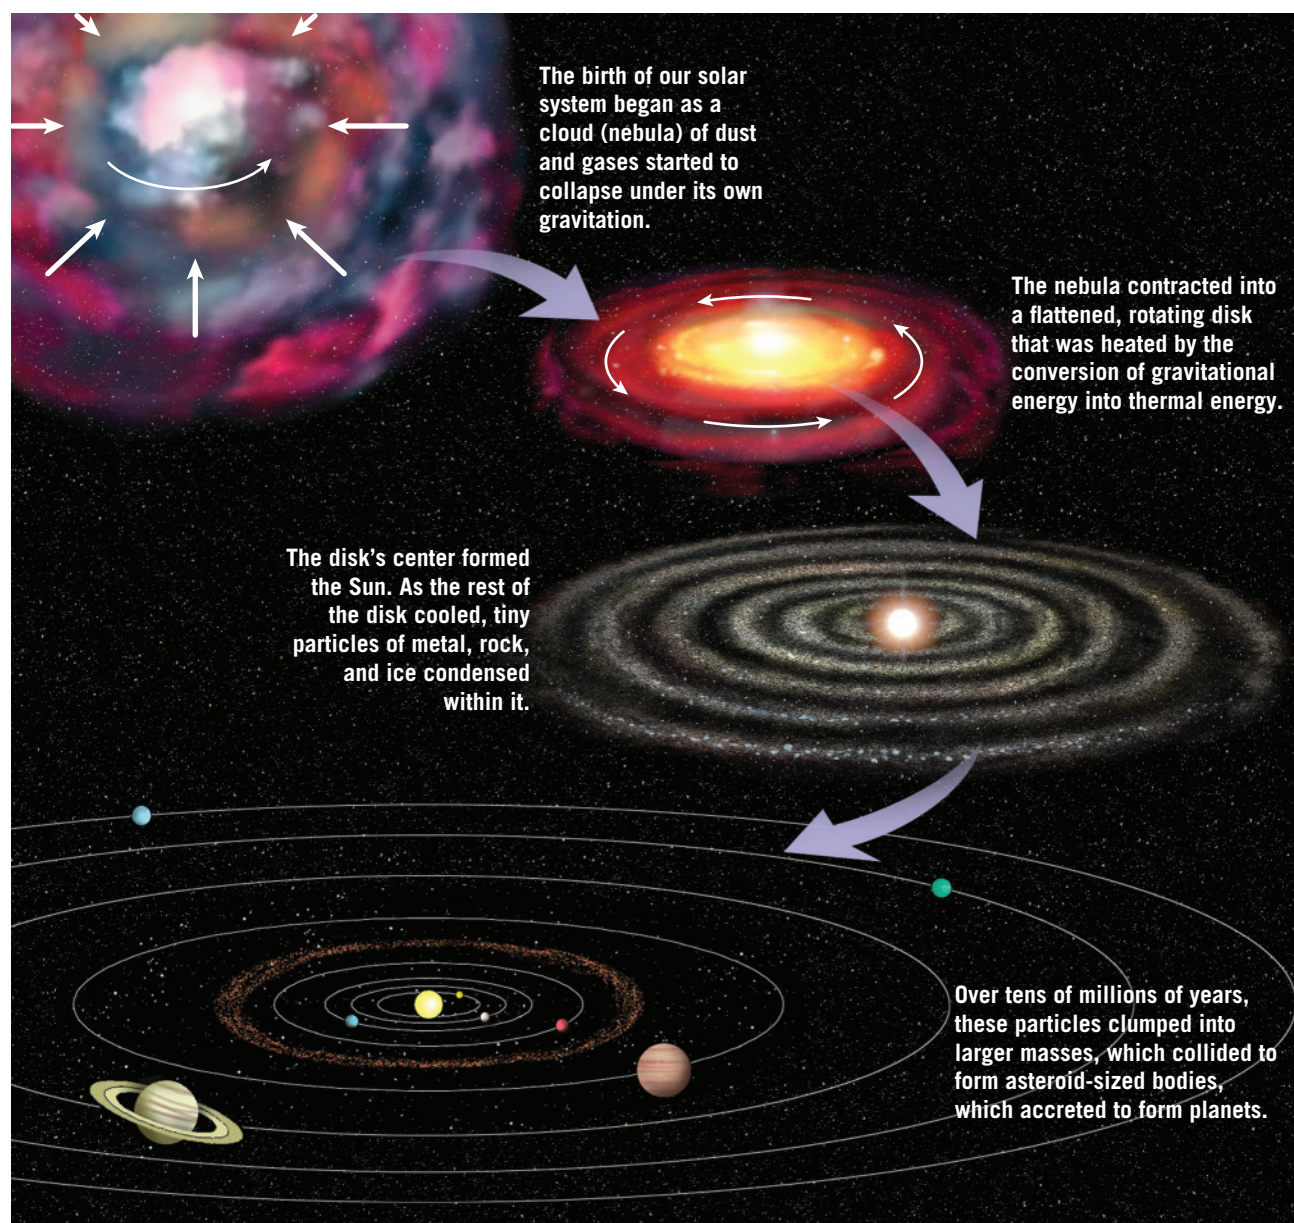 The birth of our solar
system began as a
cloud (nebula) of dust
and gases started to
collapse under its own
gravitation.
The nebula contracted into
a flattened, rotating disk
that was heated by the
conversion of gravitational
energy into thermal energy.
The disk’s center formed
the Sun. As the rest of
the disk cooled, tiny
particles of metal, rock,
and ice condensed
within it.
Over tens of millions of years,
these particles clumped into
larger masses, which collided to
form asteroid-sized bodies,
which accreted to form planets.